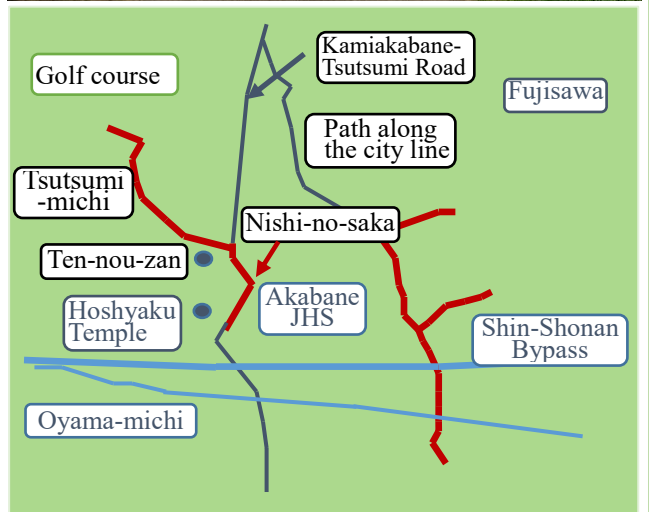 Kamiakabane-
Tsutsumi Road
Golf course
Fujisawa
Path along
the city line
Tsutsumi
-michi
Nishi-no-saka
Ten-nou-zan
Hoshyaku
Temple
Akabane
JHS
Shin-Shonan
Bypass
Oyama-michi